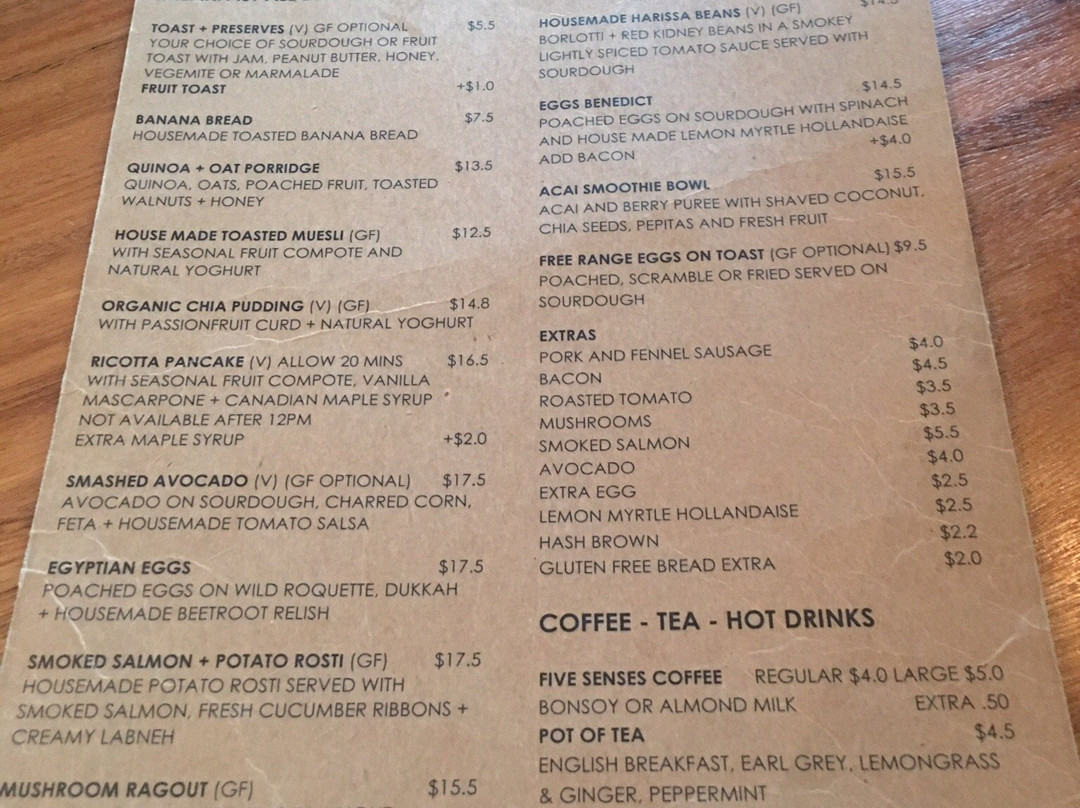 TOAST + PRESERVES (V) GF OPTIONAL $5.5
YOUR CHOICE OF SOURDOUGH OR FRUIT
TOAST WITH JAM, PEANUT BUTTER, HONEY,
VEGEMITE OR MARMALADE
FRUIT TOAST +$1.0
BANANA BREAD $7.5
HOUSEMADE TOASTED BANANA BREAD
QUINOA + OAT PORRIDGE $13.5
QUINOA, OATS, POACHED FRUIT, TOASTED
WALNUTS + HONEY
HOUSE MADE TOASTED MUESLI (GF) $12.5
WITH SEASONAL FRUIT COMPOTE AND
NATURAL YOGHURT
ORGANIC CHIA PUDDING (V) (GF) $14.8
WITH PASSIONFRUIT CURD + NATURAL YOGHURT
RICOTTA PANCAKE (V) ALLOW 20 MINS $16.5
WITH SEASONAL FRUIT COMPOTE, VANILLA
MASCARPONE + CANADIAN MAPLE SYRUP
NOT AVAILABLE AFTER 12PM
EXTRA MAPLE SYRUP +$2.0
SMASHED AVOCADO (V) (GF OPTIONAL) $17.5
AVOCADO ON SOURDOUGH, CHARRED CORN,
FETA + HOUSEMADE TOMATO SALSA
EGYPTIAN EGGS $17.5
POACHED EGGS ON WILD ROQUETTE, DUKKAH
+ HOUSEMADE BEETROOT RELISH
SMOKED SALMON + POTATO ROSTI (GF) $17.5
HOUSEMADE POTATO ROSTI SERVED WITH
SMOKED SALMON, FRESH CUCUMBER RIBBONS +
CREAMY LABNEH
MUSHROOM RAGOUT (GF) $15.5
HOUSEMADE HARISSA BEANS (V) (GF) $14.5
BORLOTTI + RED KIDNEY BEANS IN A SMOKEY
LIGHTLY SPICED TOMATO SAUCE SERVED WITH
SOURDOUGH
EGGS BENEDICT $14.5
POACHED EGGS ON SOURDOUGH WITH SPINACH
AND HOUSE MADE LEMON MYRTLE HOLLANDAISE
ADD BACON +$4.0
ACAI SMOOTHIE BOWL $15.5
ACAI AND BERRY PUREE WITH SHAVED COCONUT,
CHIA SEEDS, PEPITAS AND FRESH FRUIT
FREE RANGE EGGS ON TOAST (GF OPTIONAL) $9.5
POACHED, SCRAMBLE OR FRIED SERVED ON
SOURDOUGH
EXTRAS
PORK AND FENNEL SAUSAGE $4.0
BACON $4.5
ROASTED TOMATO $3.5
MUSHROOMS $3.5
SMOKED SALMON $5.5
AVOCADO $4.0
EXTRA EGG $2.5
LEMON MYRTLE HOLLANDAISE $2.5
HASH BROWN $2.2
GLUTEN FREE BREAD EXTRA $2.0
COFFEE - TEA - HOT DRINKS
FIVE SENSES COFFEE REGULAR $4.0 LARGE $5.0
BONSOY OR ALMOND MILK EXTRA .50
POT OF TEA $4.5
ENGLISH BREAKFAST, EARL GREY, LEMONGRASS
& GINGER, PEPPERMINT